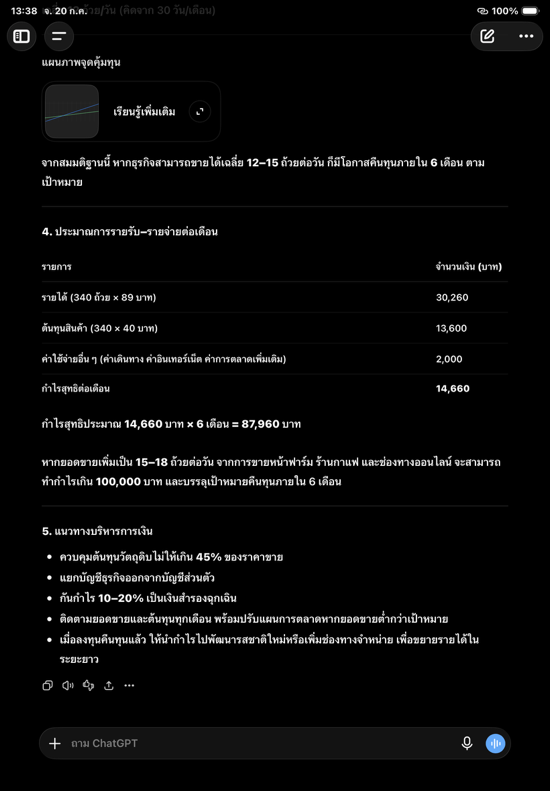 13:38 จ. 20 ก.ค.
100%
ถ้วย/วัน (คิดจาก 30 วัน/เดือน)
แผนภาพจุดคุ้มทุน
เรียนรู้เพิ่มเติม
จากสมมติฐานนี้ หากธุรกิจสามารถขายได้เฉลี่ย 12–15 ถ้วยต่อวัน ก็มีโอกาสคืนทุนภายใน 6 เดือน ตาม
เป้าหมาย
4. ประมาณการรายรับ–รายจ่ายต่อเดือน
รายการ จำนวนเงิน (บาท)
รายได้ (340 ถ้วย × 89 บาท) 30,260
ต้นทุนสินค้า (340 × 40 บาท) 13,600
ค่าใช้จ่ายอื่น ๆ (ค่าเดินทาง ค่าอินเทอร์เน็ต ค่าการตลาดเพิ่มเติม) 2,000
กำไรสุทธิต่อเดือน 14,660
กำไรสุทธิประมาณ 14,660 บาท × 6 เดือน = 87,960 บาท
หากยอดขายเพิ่มเป็น 15–18 ถ้วยต่อวัน จากการขายหน้าฟาร์ม ร้านกาแฟ และช่องทางออนไลน์ จะสามารถ
ทำกำไรเกิน 100,000 บาท และบรรลุเป้าหมายคืนทุนภายใน 6 เดือน
5. แนวทางบริหารการเงิน
• ควบคุมต้นทุนวัตถุดิบไม่ให้เกิน 45% ของราคาขาย
• แยกบัญชีธุรกิจออกจากบัญชีส่วนตัว
• กันกำไร 10–20% เป็นเงินสำรองฉุกเฉิน
• ติดตามยอดขายและต้นทุนทุกเดือน พร้อมปรับแผนการตลาดหากยอดขายต่ำกว่าเป้าหมาย
• เมื่อลงทุนคืนทุนแล้ว ให้นำกำไรไปพัฒนารสชาติใหม่หรือเพิ่มช่องทางจำหน่าย เพื่อขยายรายได้ใน
ระยะยาว
ถาม ChatGPT